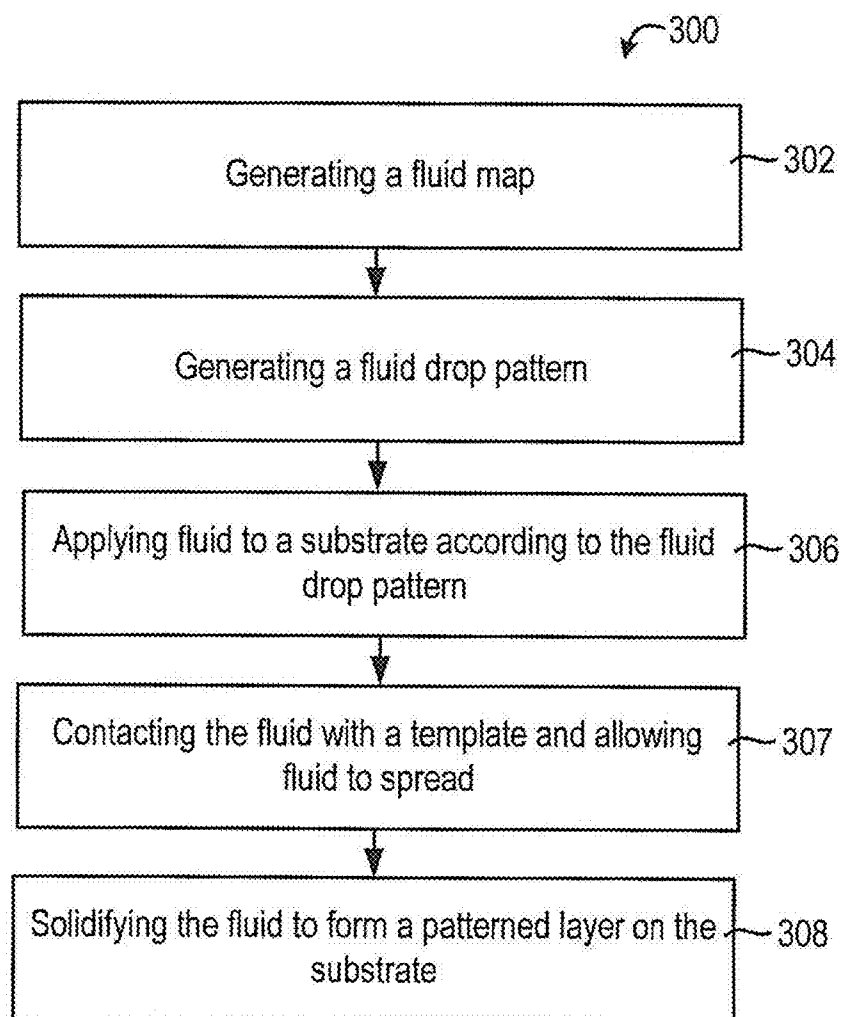 300
Generating a fluid map
302
Generating a fluid drop pattern
304
Applying fluid to a substrate according to the fluid
drop pattern
306
Contacting the fluid with a template and allowing
fluid to spread
307
Solidifying the fluid to form a patterned layer on the
substrate
308